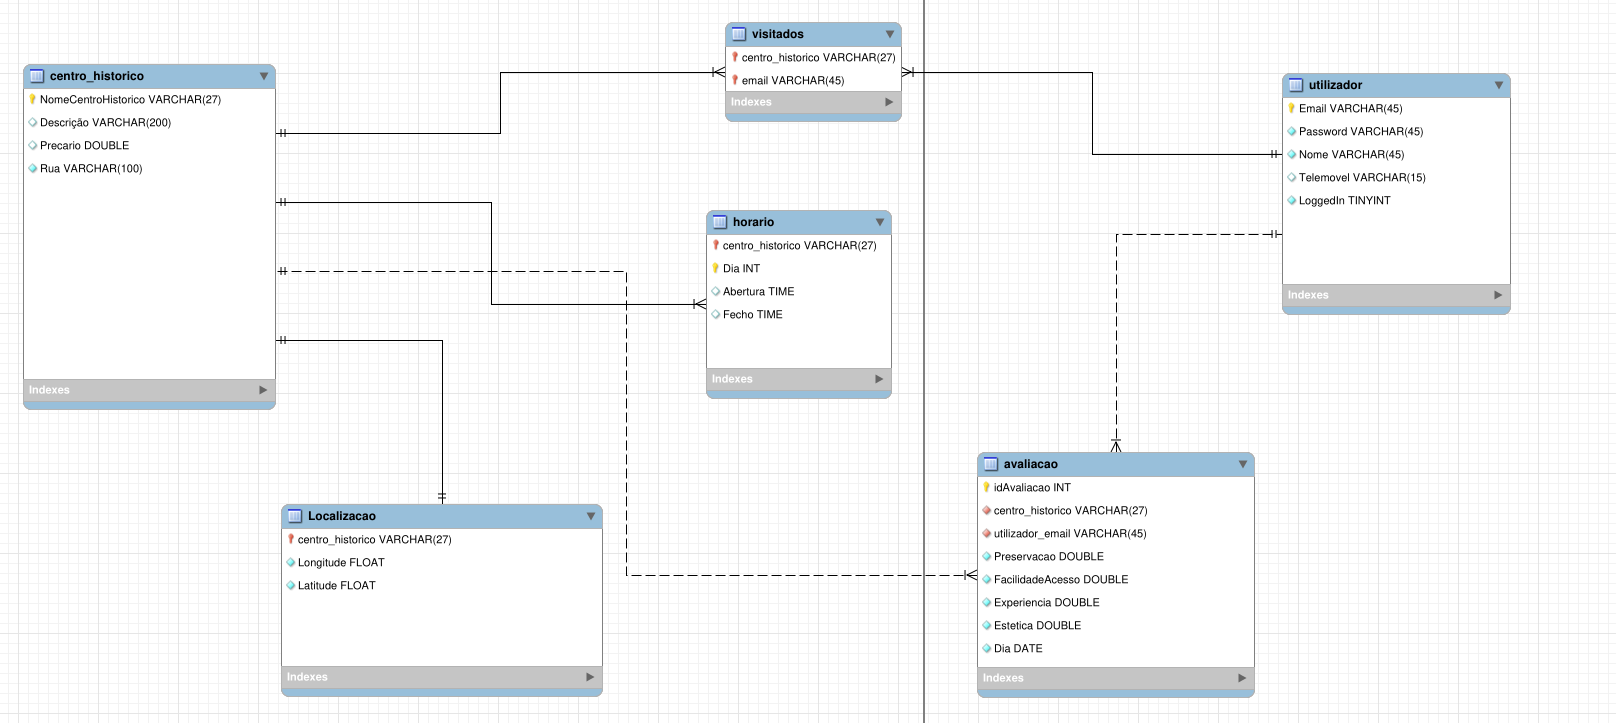 centro_historico
NomeCentroHistorico VARCHAR(27)
Descrição VARCHAR(200)
Precario DOUBLE
Rua VARCHAR(100)
Indexes
visitados
centro_historico VARCHAR(27)
email VARCHAR(45)
Indexes
utilizador
Email VARCHAR(45)
Password VARCHAR(45)
Nome VARCHAR(45)
Telemovel VARCHAR(15)
LoggedIn TINYINT
Indexes
horario
centro_historico VARCHAR(27)
Dia INT
Abertura TIME
Fecho TIME
Indexes
Localizacao
centro_historico VARCHAR(27)
Longitude FLOAT
Latitude FLOAT
Indexes
avaliacao
idAvaliacao INT
centro_historico VARCHAR(27)
utilizador_email VARCHAR(45)
Preservacao DOUBLE
FacilidadeAcesso DOUBLE
Experiencia DOUBLE
Estetica DOUBLE
Dia DATE
Indexes